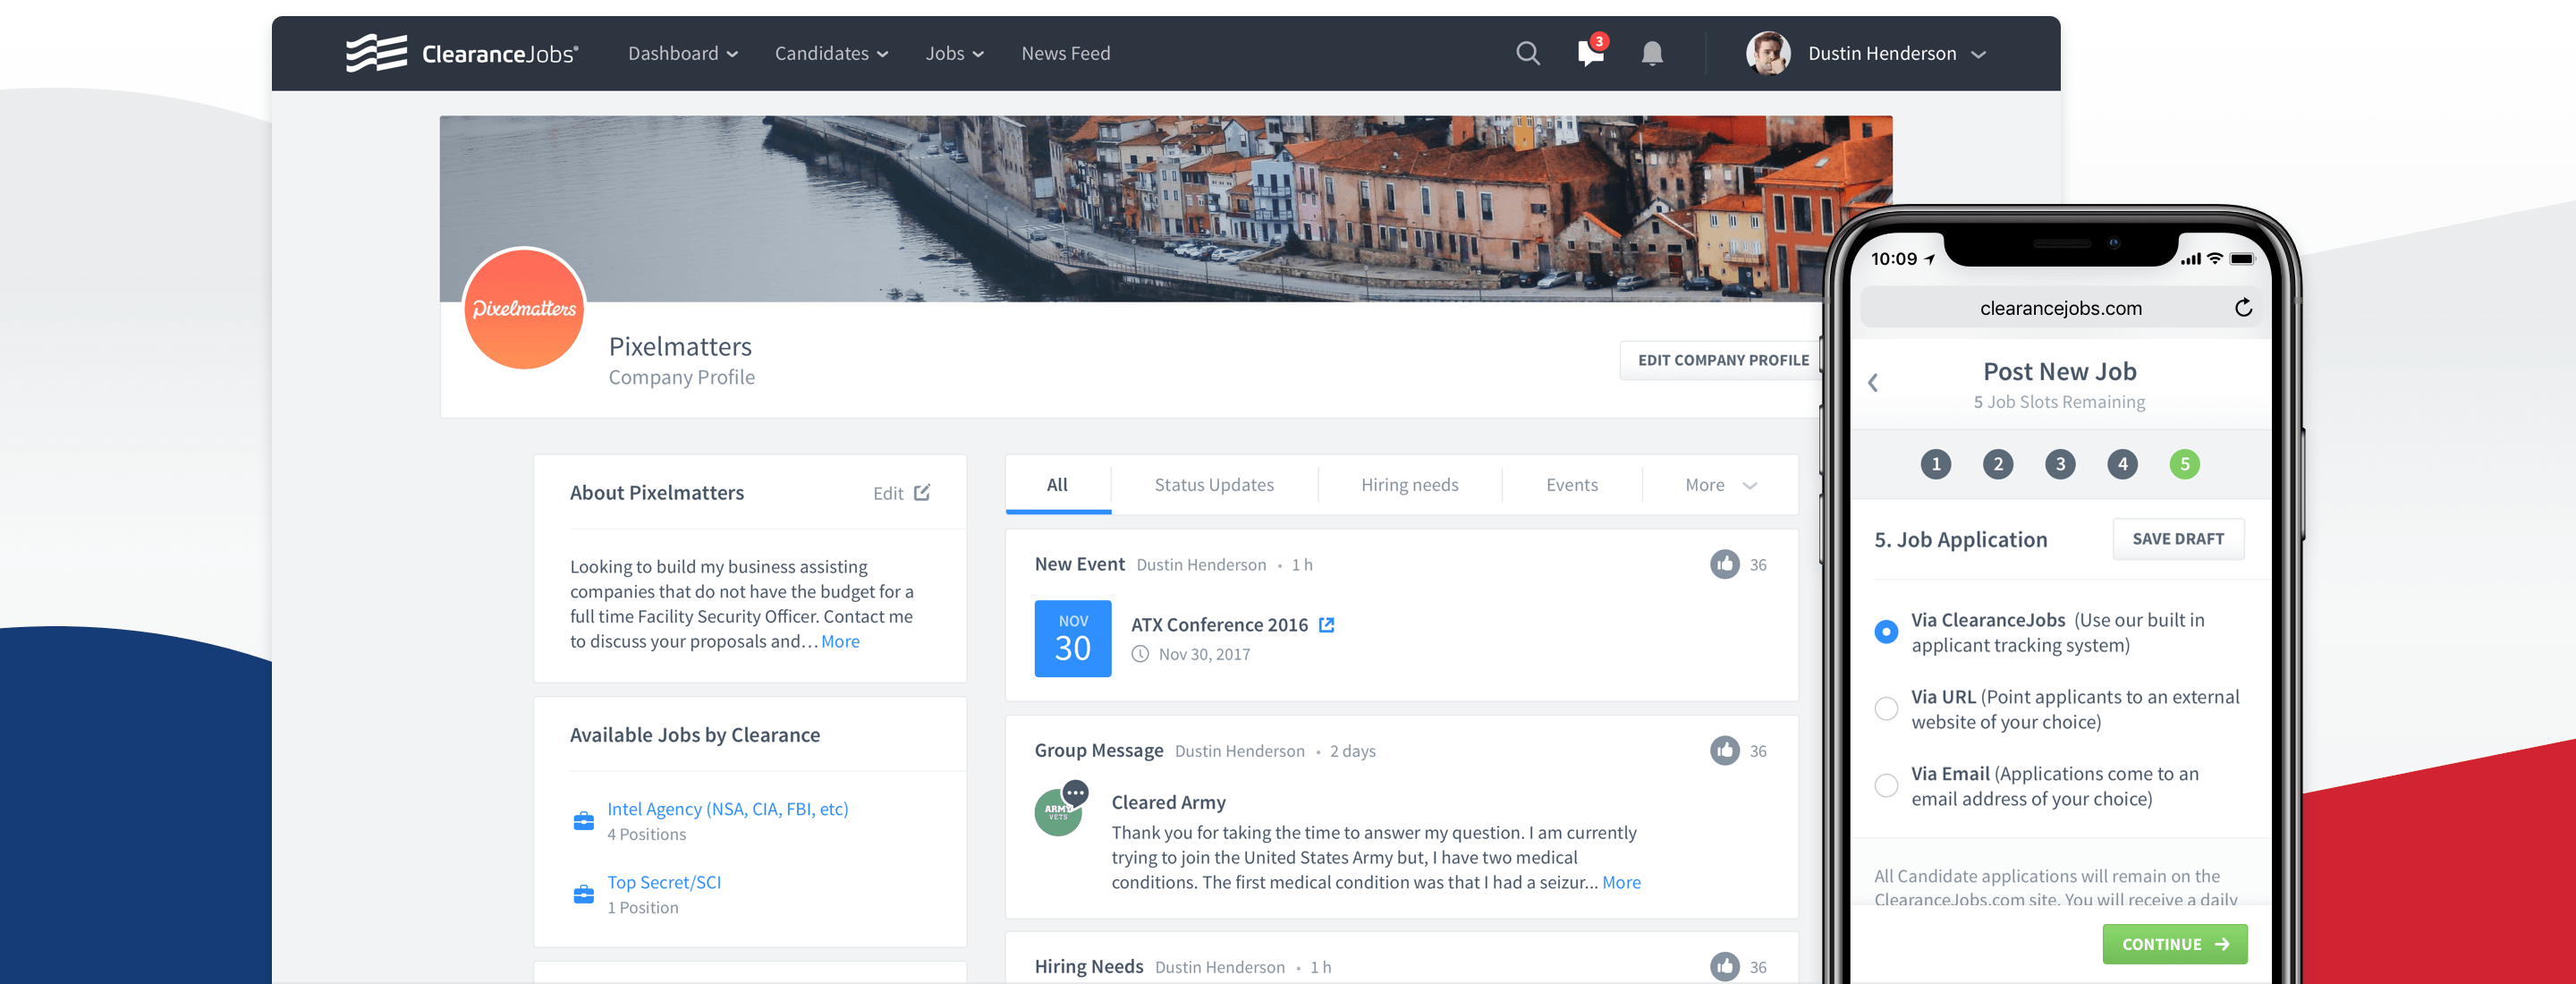 ClearanceJobs®
Dashboard
Candidates
Jobs
News Feed
3
Dustin Henderson
Pixelmatters
Pixelmatters
Company Profile
EDIT COMPANY PROFILE
About Pixelmatters
Edit
Looking to build my business assisting
companies that do not have the budget for a
full time Facility Security Officer. Contact me
to discuss your proposals and… More
Available Jobs by Clearance
Intel Agency (NSA, CIA, FBI, etc)
4 Positions
Top Secret/SCI
1 Position
All
Status Updates
Hiring needs
Events
More
New Event Dustin Henderson • 1 h
36
NOV
30
ATX Conference 2016
Nov 30, 2017
Group Message Dustin Henderson • 2 days
36
ARMY
VETS
Cleared Army
Thank you for taking the time to answer my question. I am currently
trying to join the United States Army but, I have two medical
conditions. The first medical condition was that I had a seizur... More
Hiring Needs Dustin Henderson • 1 h
36
10:09
clearancejobs.com
Post New Job
5 Job Slots Remaining
1
2
3
4
5
5. Job Application
SAVE DRAFT
Via ClearanceJobs (Use our built in
applicant tracking system)
Via URL (Point applicants to an external
website of your choice)
Via Email (Applications come to an
email address of your choice)
All Candidate applications will remain on the
ClearanceJobs.com site. You will receive a daily
CONTINUE